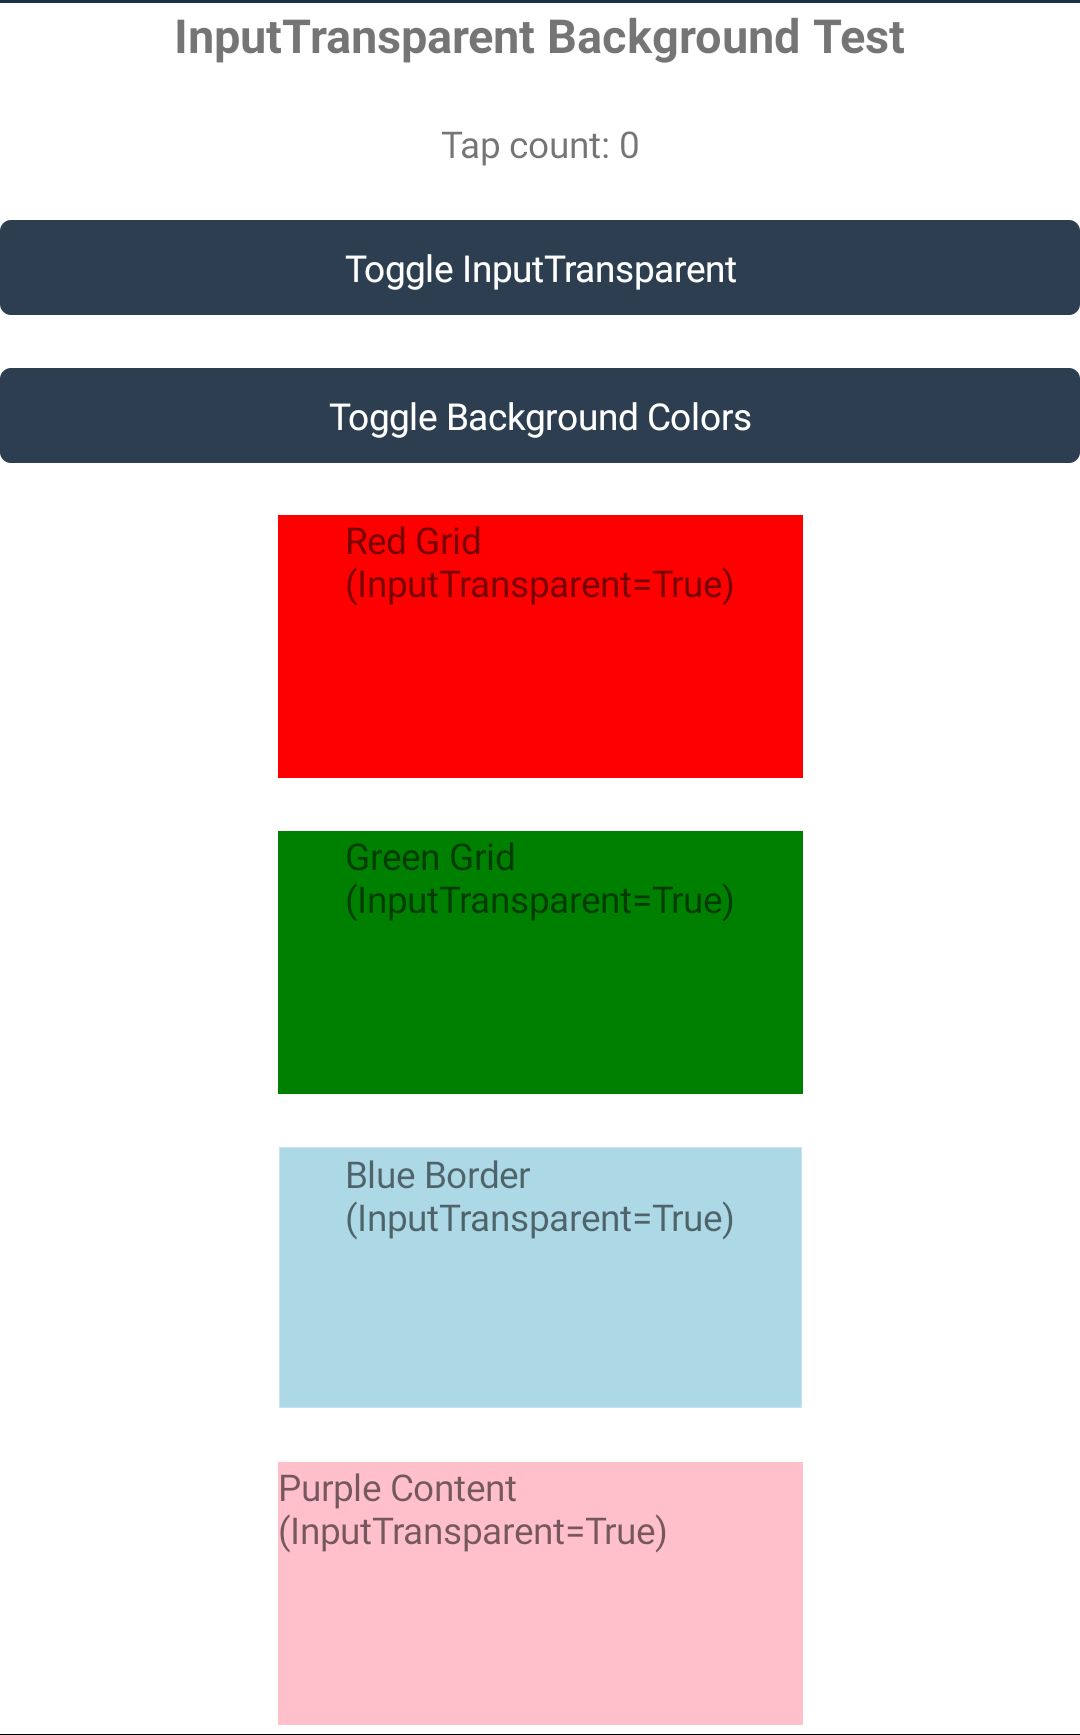 InputTransparent Background Test
Tap count: 0
Toggle InputTransparent
Toggle Background Colors
Red Grid
(InputTransparent=True)
Green Grid
(InputTransparent=True)
Blue Border
(InputTransparent=True)
Purple Content
(InputTransparent=True)